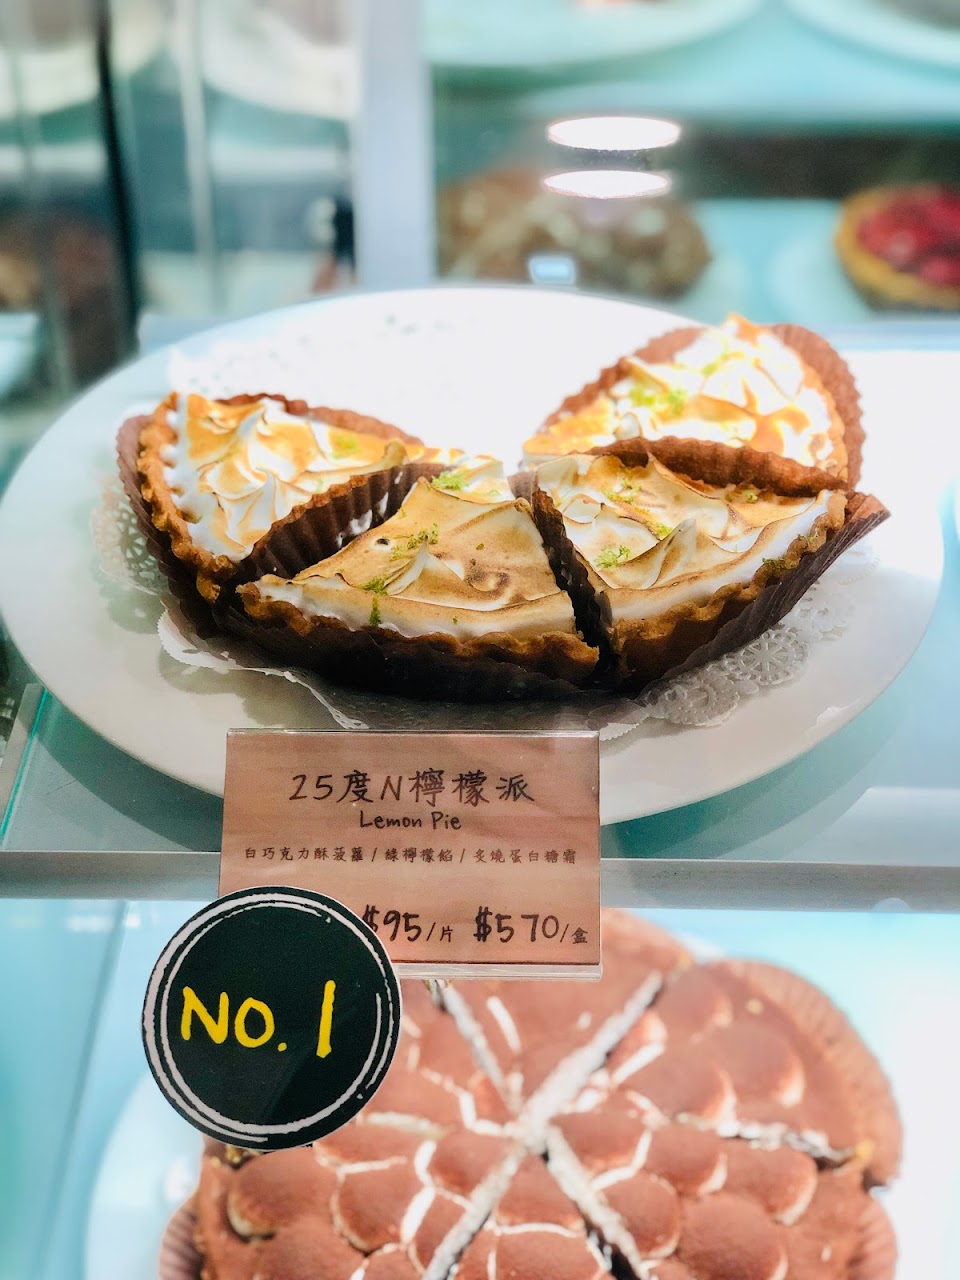 25度N檸檬派
Lemon Pie
白巧克力酥菠蘿/綠檸檬餡/炙燒蛋白糖霜
$95/片 $570/盒
NO.1